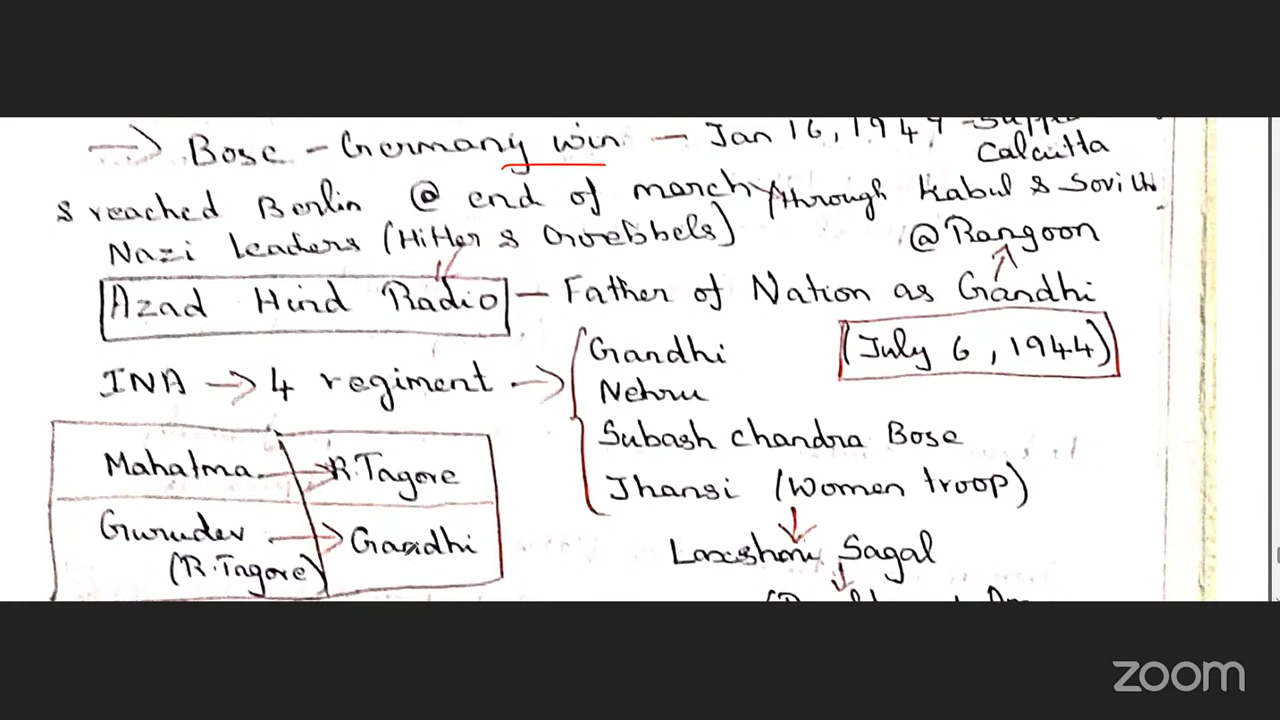 → Bose - Germany win - Jan 16, 1941
Calcutta
& reached Berlin @ end of march (through Kabul &
Nazi leaders (Hitler & Goebbels)
@ Rangoon
Azad Hind Radio - Father of Nation as Gandhi
(July 6, 1944)
INA → 4 regiment →
Gandhi
Nehru
Subash chandra Bose
Jhansi (Women troop)
Mahatma → R.Tagore
Gurudev → Gandhi
(R.Tagore)
Laxshmi Sagal
zoom